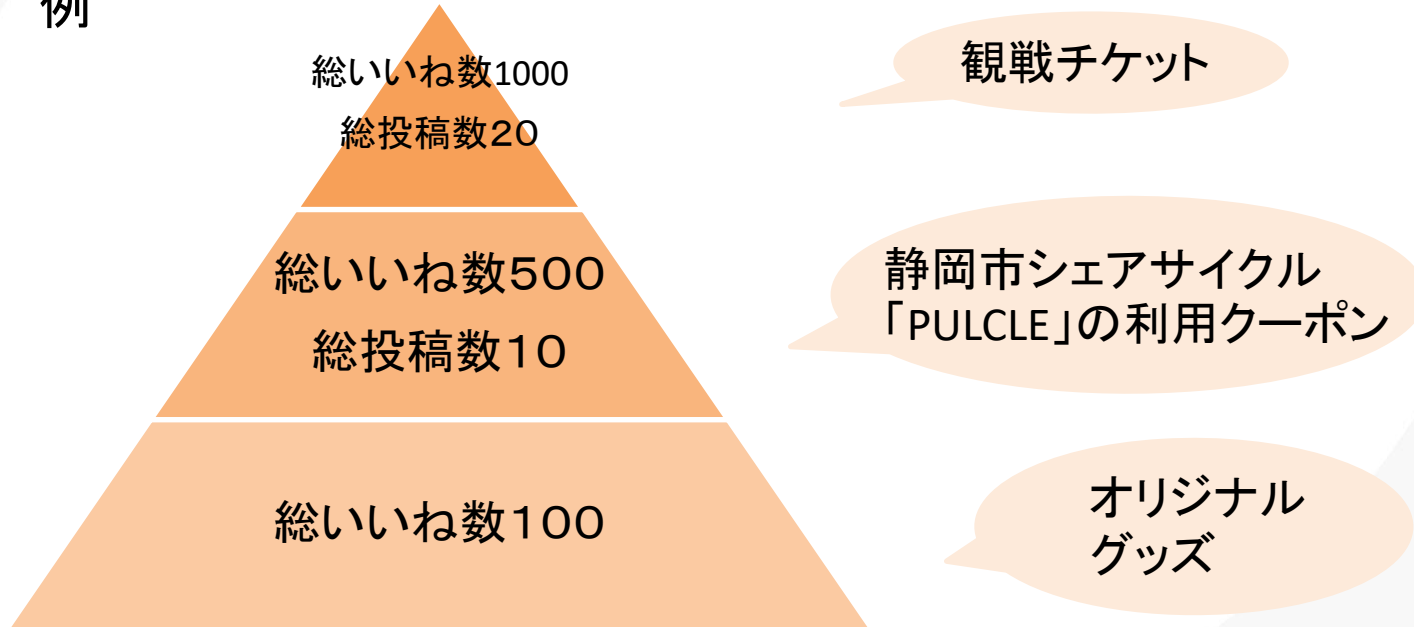 例
総いいね数1000
総投稿数20
観戦チケット
総いいね数500
総投稿数10
静岡市シェアサイクル
「PULCLE」の利用クーポン
総いいね数100
オリジナル
グッズ